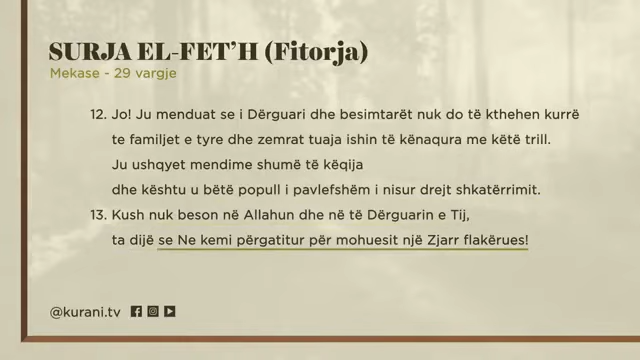 SURJA EL-FET'H (Fitorja)
Mekase - 29 vargje
12. Jo! Ju menduat se i Dërguari dhe besimtarët nuk do të kthehen kurrë
te familjet e tyre dhe zemrat tuaja ishin të kënaqura me këtë trill.
Ju ushqyet mendime shumë të këqija
dhe kështu u bëtë popull i pavlefshëm i nisur drejt shkatërrimit.
13. Kush nuk beson në Allahun dhe në të Dërguarin e Tij,
ta dijë se Ne kemi përgatitur për mohuesit një Zjarr flakërues!
@kurani.tv